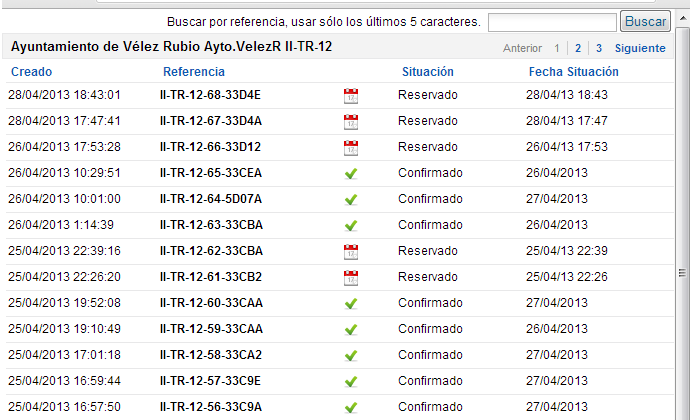 Buscar por referencia, usar sólo los últimos 5 caracteres. Buscar
Ayuntamiento de Vélez Rubio Ayto.VelezR II-TR-12 Anterior 1 2 3 Siguiente
Creado Referencia Situación Fecha Situación
28/04/2013 18:43:01 II-TR-12-68-33D4E Reservado 28/04/13 18:43
28/04/2013 17:47:41 II-TR-12-67-33D4A Reservado 28/04/13 17:47
26/04/2013 17:53:28 II-TR-12-66-33D12 Reservado 26/04/13 17:53
26/04/2013 10:29:51 II-TR-12-65-33CEA Confirmado 26/04/2013
26/04/2013 10:01:00 II-TR-12-64-5D07A Confirmado 27/04/2013
26/04/2013 1:14:39 II-TR-12-63-33CBA Confirmado 26/04/2013
25/04/2013 22:39:16 II-TR-12-62-33CBA Reservado 25/04/13 22:39
25/04/2013 22:26:20 II-TR-12-61-33CB2 Reservado 25/04/13 22:26
25/04/2013 19:52:08 II-TR-12-60-33CAA Confirmado 27/04/2013
25/04/2013 19:10:49 II-TR-12-59-33CAA Confirmado 26/04/2013
25/04/2013 17:01:18 II-TR-12-58-33CA2 Confirmado 27/04/2013
25/04/2013 16:59:44 II-TR-12-57-33C9E Confirmado 27/04/2013
25/04/2013 16:57:50 II-TR-12-56-33C9A Confirmado 27/04/2013